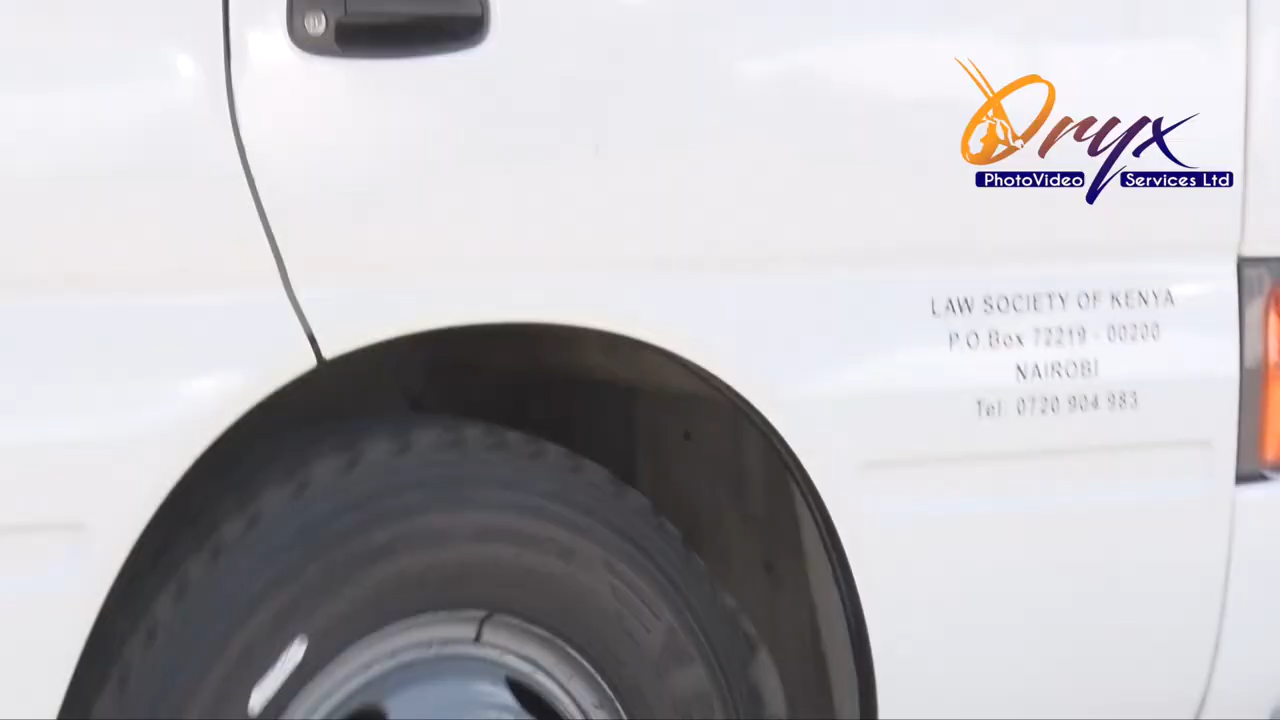 Oryx
PhotoVideo Services Ltd
LAW SOCIETY OF KENYA
P.O.Box 72219 - 00200
NAIROBI
Tel: 0720 904 983